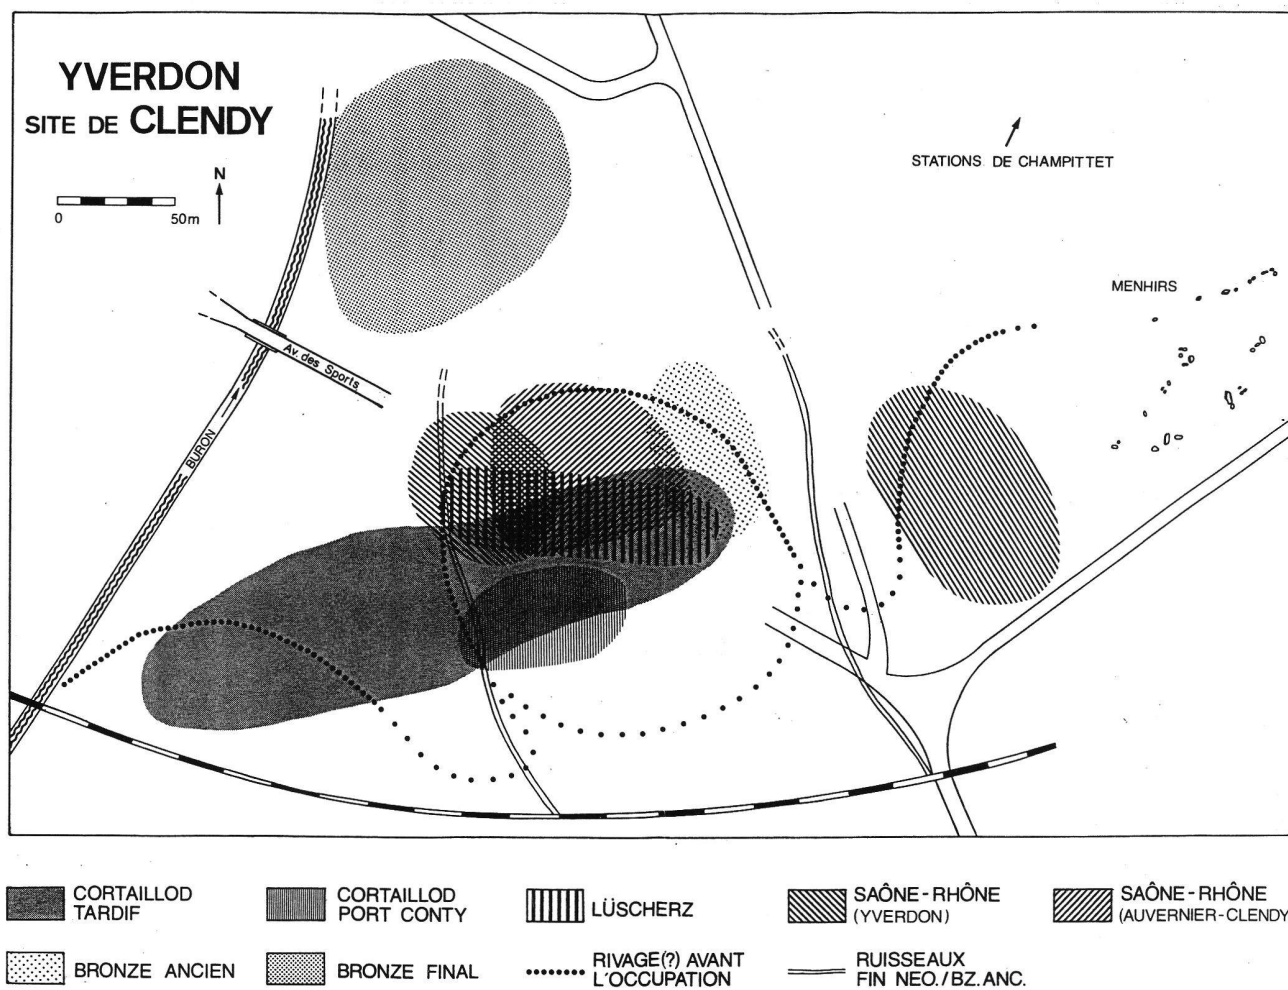 YVERDON
SITE DE CLENDY
N
0 50m
STATIONS DE CHAMPITTET
MENHIRS
Av. des Sports
BURON
CORTAILLOD
TARDIF
CORTAILLOD
PORT CONTY
LÜSCHERZ
SAÔNE-RHÔNE
(YVERDON)
SAÔNE-RHÔNE
(AUVERNIER-CLENDY
BRONZE ANCIEN
BRONZE FINAL
RIVAGE(?) AVANT
L'OCCUPATION
RUISSEAUX
FIN NEO./BZ.ANC.